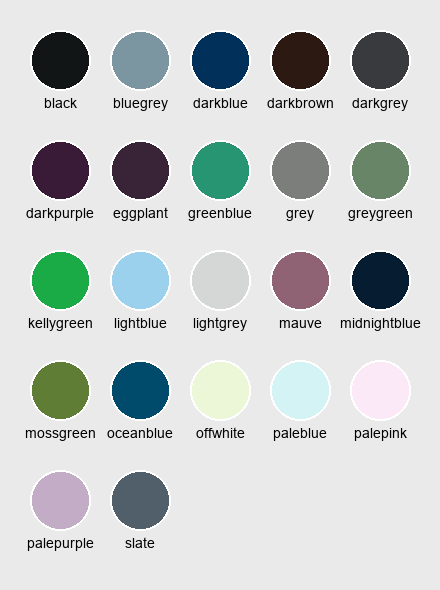 black bluegrey darkblue darkbrown darkgrey
darkpurple eggplant greenblue grey greygreen
kellygreen lightblue lightgrey mauve midnightblue
mossgreen oceanblue offwhite paleblue palepink
palepurple slate